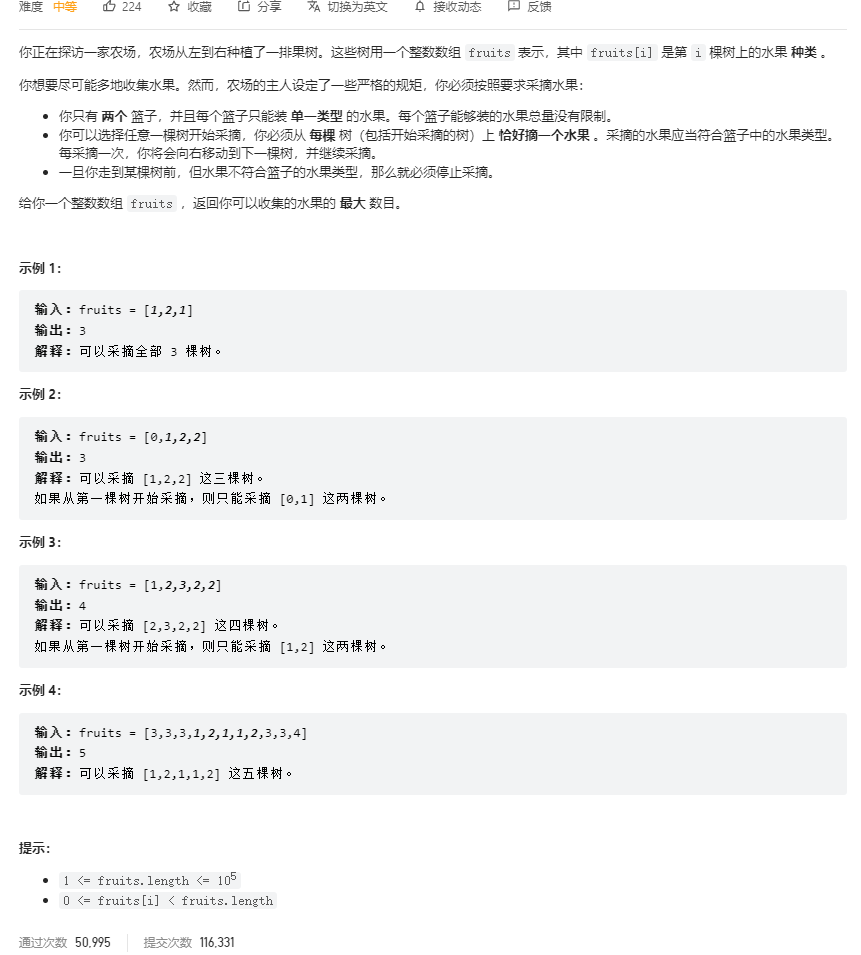 难度 中等 224 收藏 分享 切换为英文 接收动态 反馈
你正在探访一家农场，农场从左到右种植了一排果树。这些树用一个整数数组 fruits 表示，其中 fruits[i] 是第 i 棵树上的水果 种类 。
你想要尽可能多地收集水果。然而，农场的主人设定了一些严格的规矩，你必须按照要求采摘水果：
• 你只有 两个 篮子，并且每个篮子只能装 单一类型 的水果。每个篮子能够装的水果总量没有限制。
• 你可以选择任意一棵树开始采摘，你必须从 每棵 树（包括开始采摘的树）上 恰好摘一个水果 。采摘的水果应当符合篮子中的水果类型。
每采摘一次，你将会向右移动到下一棵树，并继续采摘。
• 一旦你走到某棵树前，但水果不符合篮子的水果类型，那么就必须停止采摘。
给你一个整数数组 fruits ，返回你可以收集的水果的 最大 数目。
示例 1：
输入：fruits = [1,2,1]
输出：3
解释：可以采摘全部 3 棵树。
示例 2：
输入：fruits = [0,1,2,2]
输出：3
解释：可以采摘 [1,2,2] 这三棵树。
如果从第一棵树开始采摘，则只能采摘 [0,1] 这两棵树。
示例 3：
输入：fruits = [1,2,3,2,2]
输出：4
解释：可以采摘 [2,3,2,2] 这四棵树。
如果从第一棵树开始采摘，则只能采摘 [1,2] 这两棵树。
示例 4：
输入：fruits = [3,3,3,1,2,1,1,2,3,3,4]
输出：5
解释：可以采摘 [1,2,1,1,2] 这五棵树。
提示：
• 1 <= fruits.length <= 10⁵
• 0 <= fruits[i] < fruits.length
通过次数 50,995 提交次数 116,331